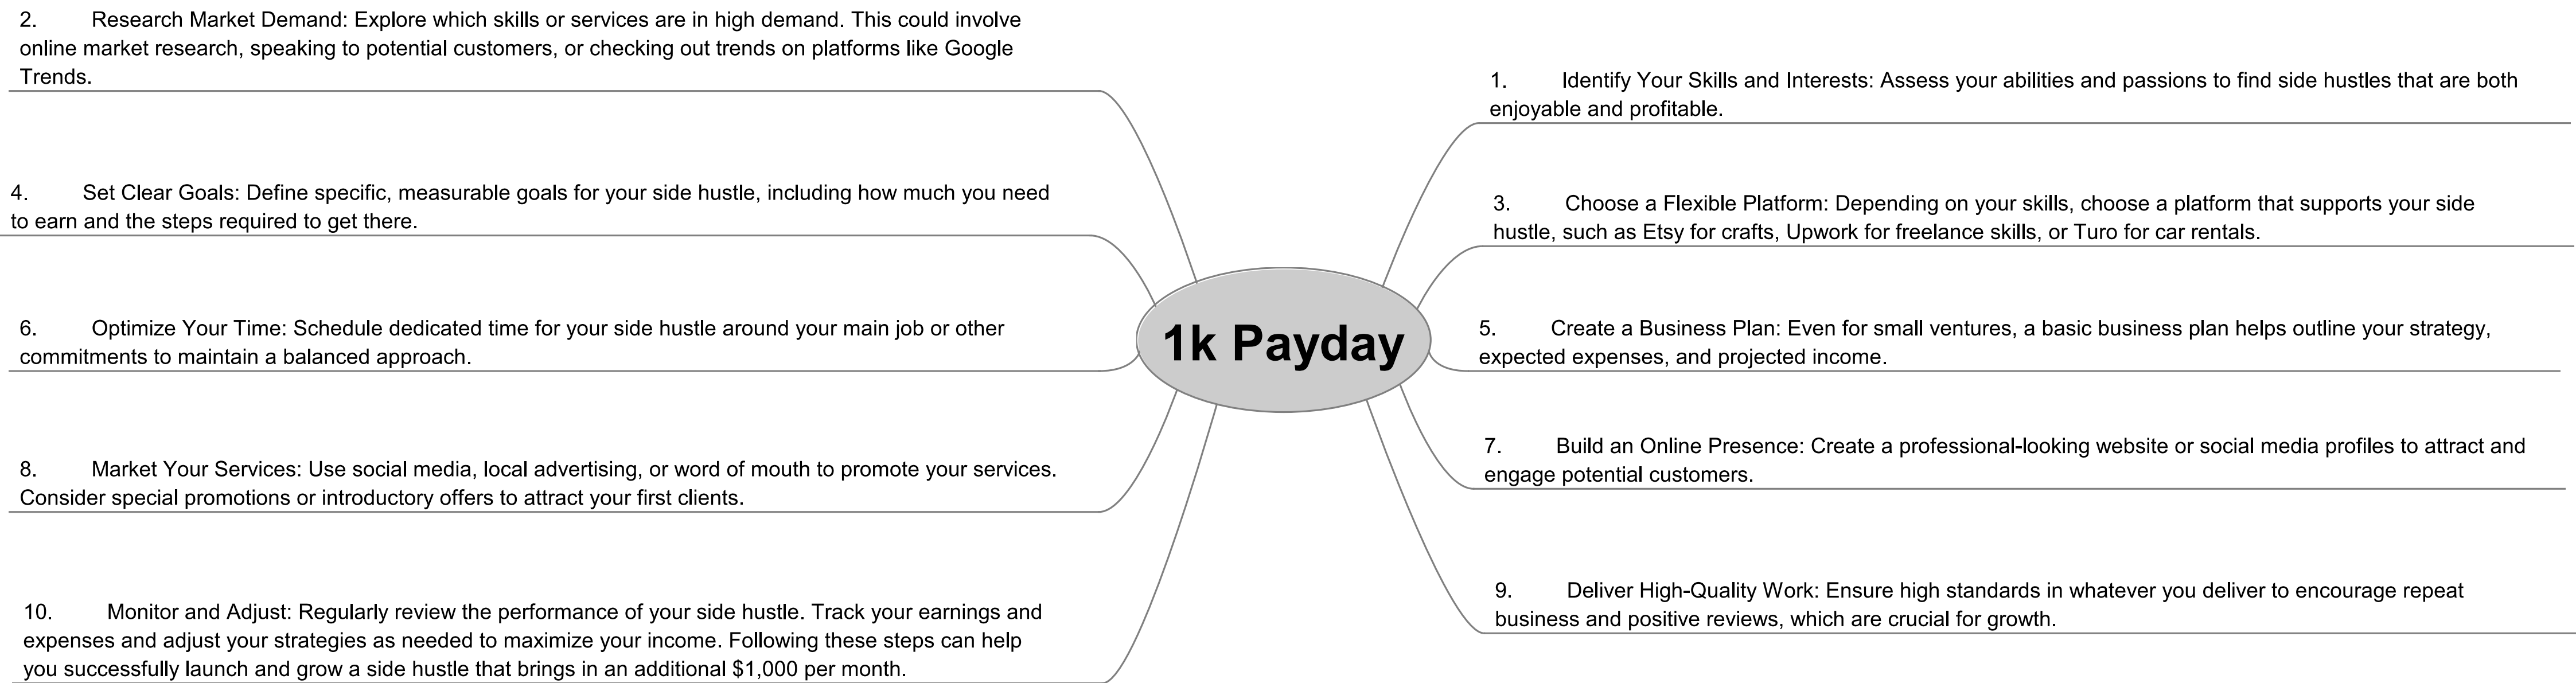 1k Payday
1. Identify Your Skills and Interests: Assess your abilities and passions to find side hustles that are both
enjoyable and profitable.
2. Research Market Demand: Explore which skills or services are in high demand. This could involve
online market research, speaking to potential customers, or checking out trends on platforms like Google
Trends.
3. Choose a Flexible Platform: Depending on your skills, choose a platform that supports your side
hustle, such as Etsy for crafts, Upwork for freelance skills, or Turo for car rentals.
4. Set Clear Goals: Define specific, measurable goals for your side hustle, including how much you need
to earn and the steps required to get there.
5. Create a Business Plan: Even for small ventures, a basic business plan helps outline your strategy,
expected expenses, and projected income.
6. Optimize Your Time: Schedule dedicated time for your side hustle around your main job or other
commitments to maintain a balanced approach.
7. Build an Online Presence: Create a professional-looking website or social media profiles to attract and
engage potential customers.
8. Market Your Services: Use social media, local advertising, or word of mouth to promote your services.
Consider special promotions or introductory offers to attract your first clients.
9. Deliver High-Quality Work: Ensure high standards in whatever you deliver to encourage repeat
business and positive reviews, which are crucial for growth.
10. Monitor and Adjust: Regularly review the performance of your side hustle. Track your earnings and
expenses and adjust your strategies as needed to maximize your income. Following these steps can help
you successfully launch and grow a side hustle that brings in an additional $1,000 per month.